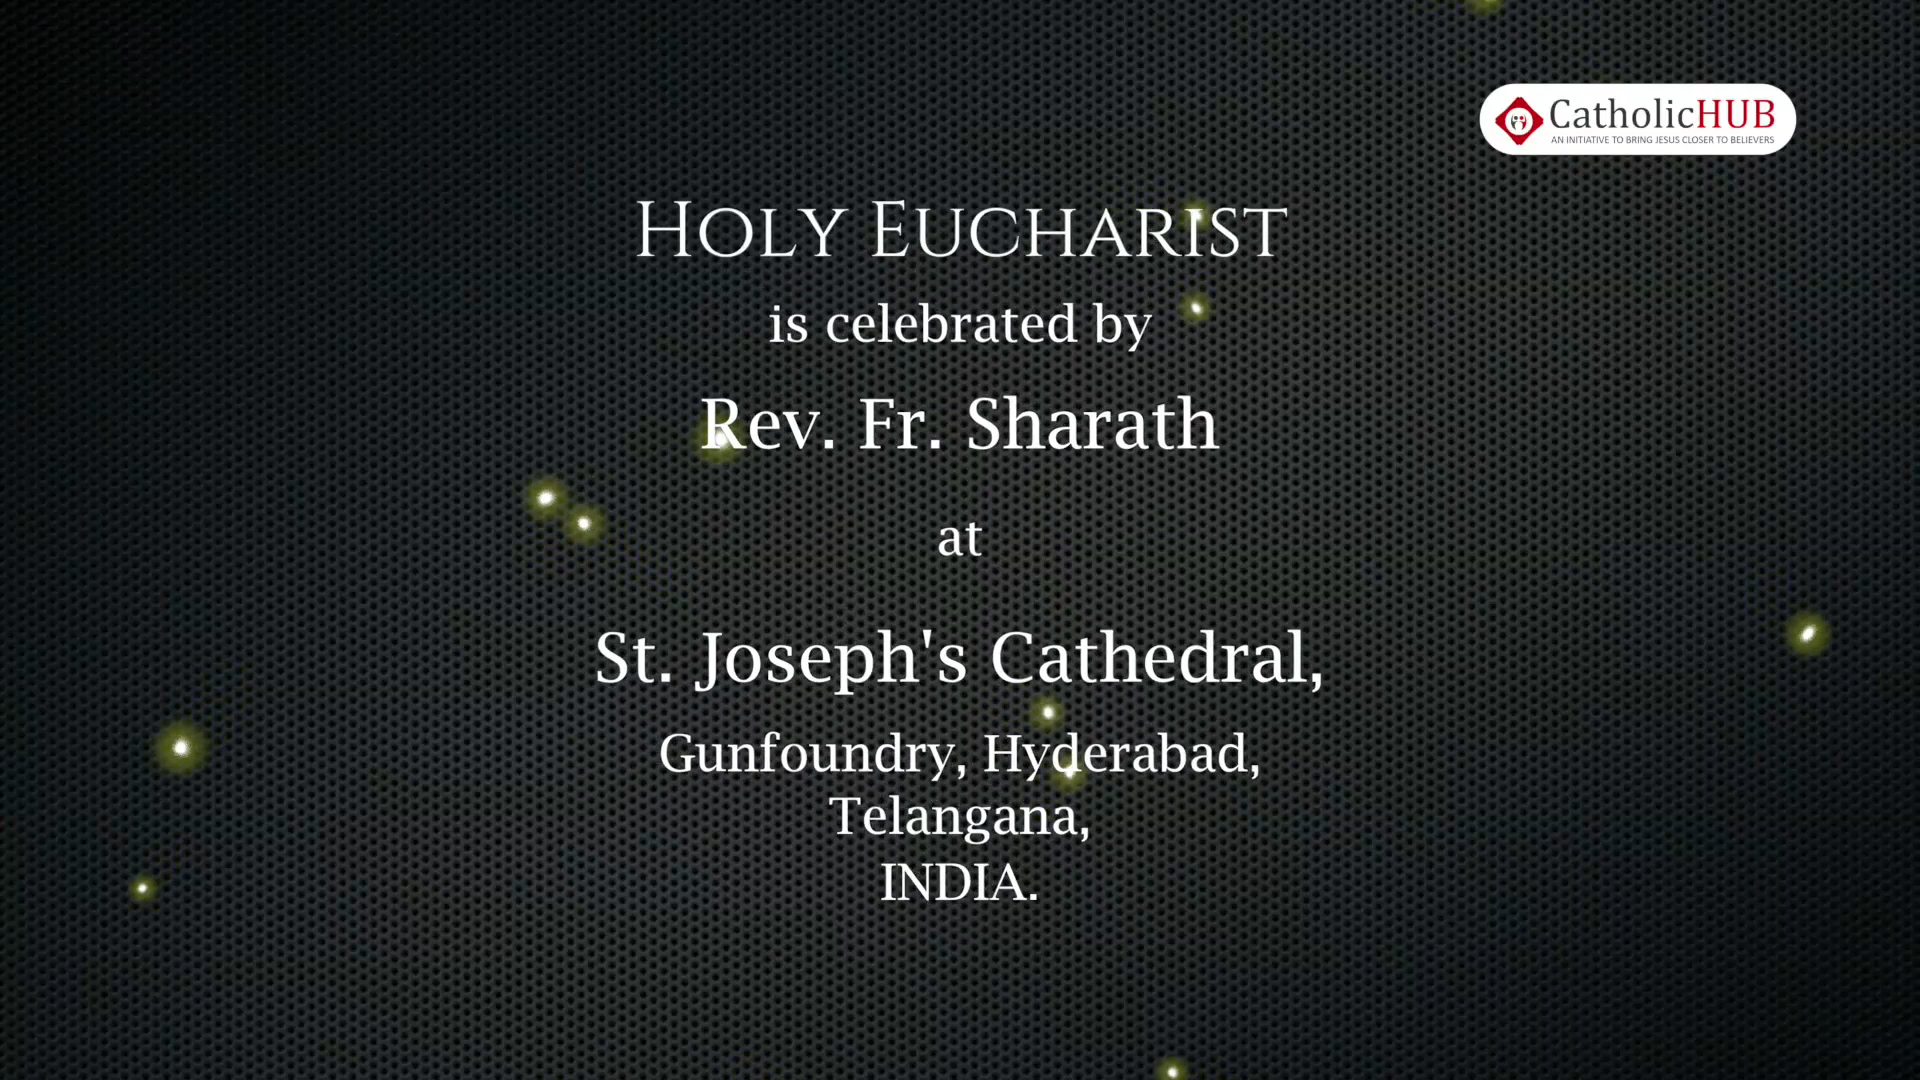 CatholicHUB
AN INITIATIVE TO BRING JESUS CLOSER TO BELIEVERS
HOLY EUCHARIST
is celebrated by
Rev. Fr. Sharath
at
St. Joseph's Cathedral,
Gunfoundry, Hyderabad,
Telangana,
INDIA.